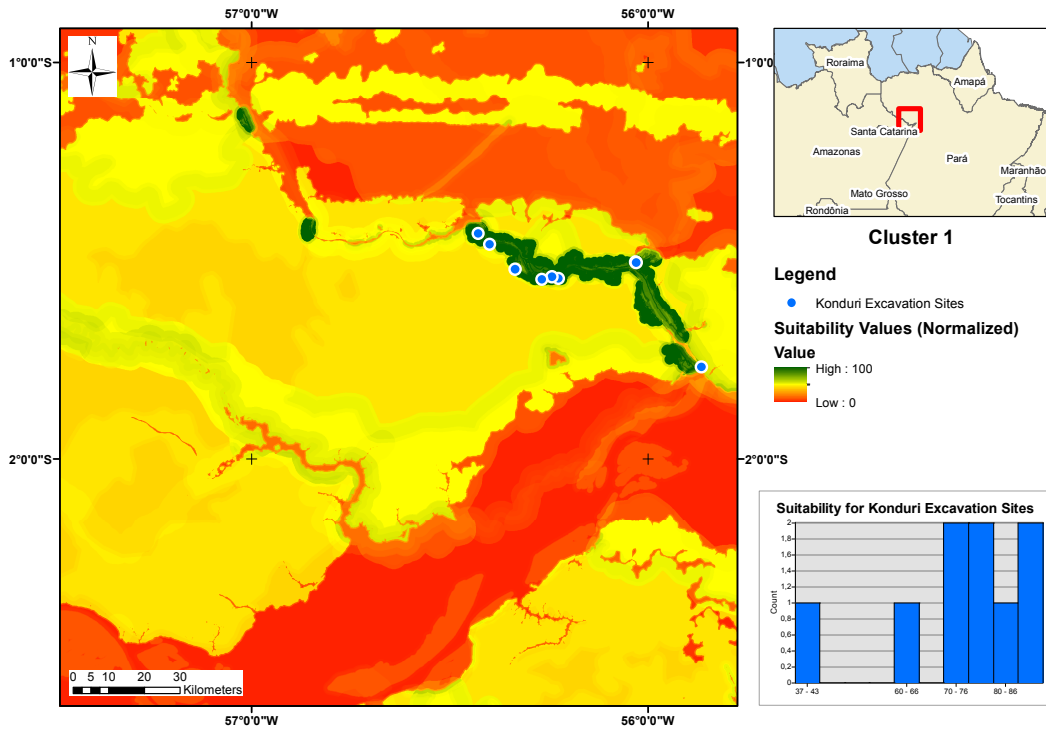 57°0'0"W
56°0'0"W
N
1°0'0"S
1°0'0"S
2°0'0"S
2°0'0"S
0 5 10 20 30
Kilometers
57°0'0"W
56°0'0"W
Roraima
Amapá
Santa Catarina
Amazonas
Pará
Maranhão
Mato Grosso
Tocantins
Rondônia
Cluster 1
Legend
Konduri Excavation Sites
Suitability Values (Normalized)
Value
High : 100
Low : 0
Suitability for Konduri Excavation Sites
2
1,8
1,6
1,4
1,2
1
0,8
0,6
0,4
0,2
0
Count
37 - 43
60 - 66
70 - 76
80 - 86